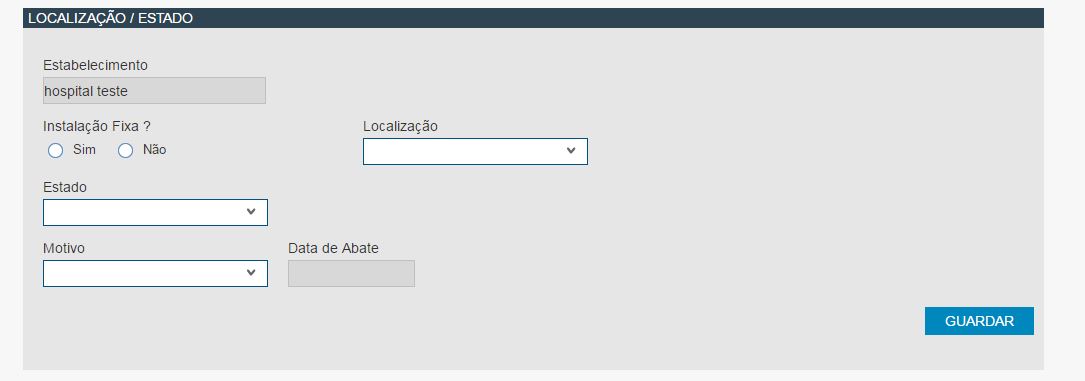 LOCALIZAÇÃO / ESTADO
Estabelecimento
hospital teste
Instalação Fixa ?
Localização
Sim
Não
Estado
Motivo
Data de Abate
GUARDAR